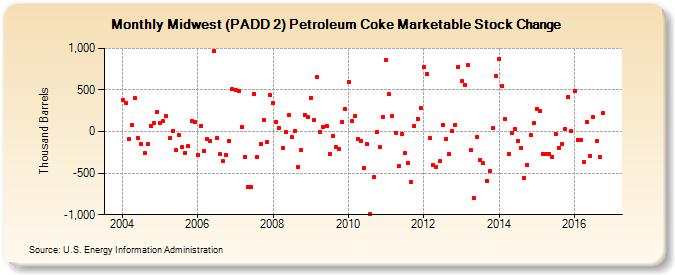 Monthly Midwest (PADD 2) Petroleum Coke Marketable Stock Change
Thousand Barrels
1,000
500
0
-500
-1,000
2004 2006 2008 2010 2012 2014 2016
Source: U.S. Energy Information Administration